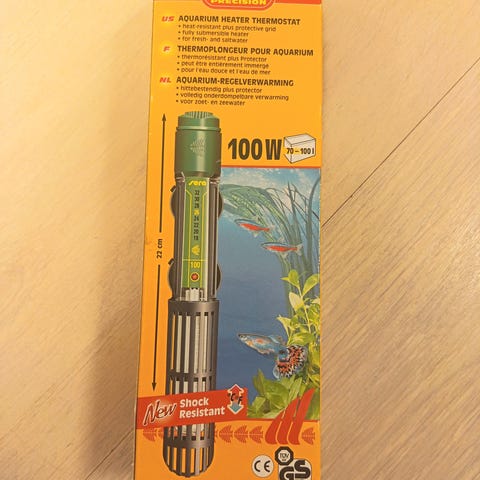 PRECISION
US AQUARIUM HEATER THERMOSTAT
• heat-resistant plus protective grid
• fully submersible heater
• for fresh- and saltwater
F THERMOPLONGEUR POUR AQUARIUM
• thermorésistant plus Protector
• peut être entièrement immergé
• pour l'eau douce et l'eau de mer
NL AQUARIUM-REGELVERWARMING
• hittebestendig plus protector
• volledig onderdompelbare verwarming
• voor zoet- en zeewater
100 W
70 – 100 l
sera
100
22 cm
New Shock
Resistant
°C
CE
TÜV
GS